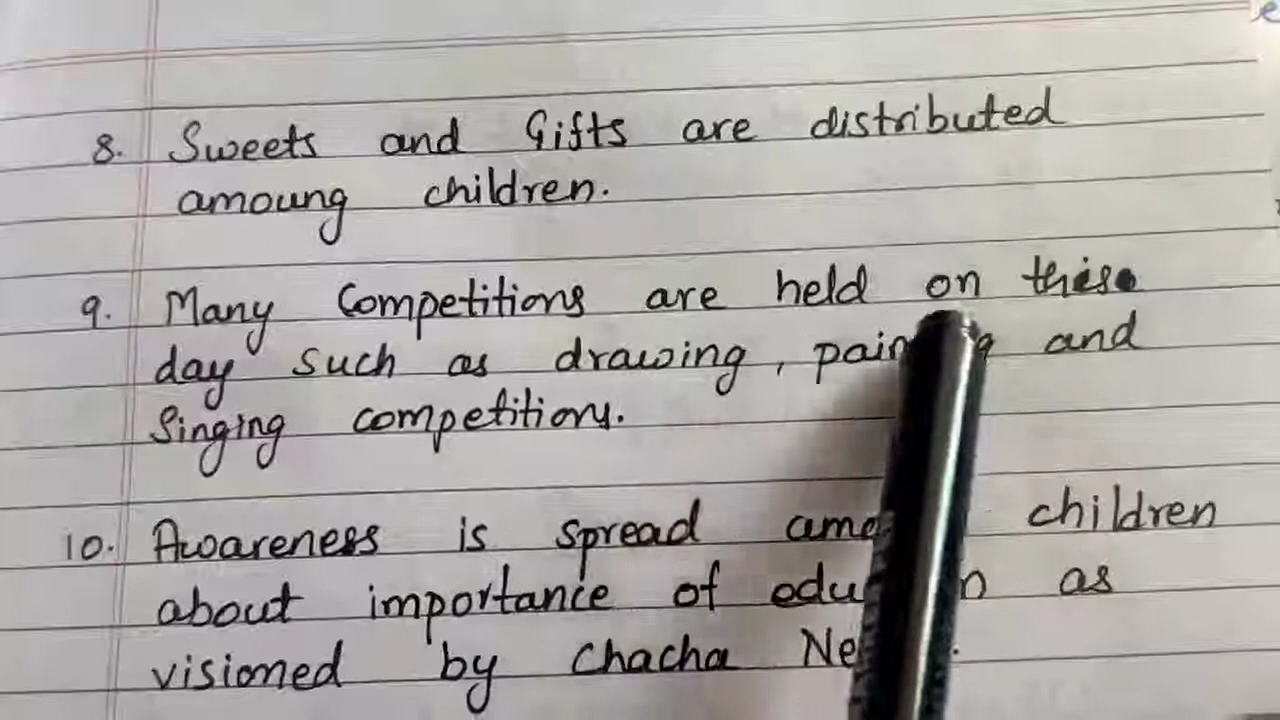 8. Sweets and Gifts are distributed
amoung children.
9. Many Competitions are held on this
day such as drawing, and
Singing competitions.
10. Awareness is spread children
about importance of as
visioned by Chacha